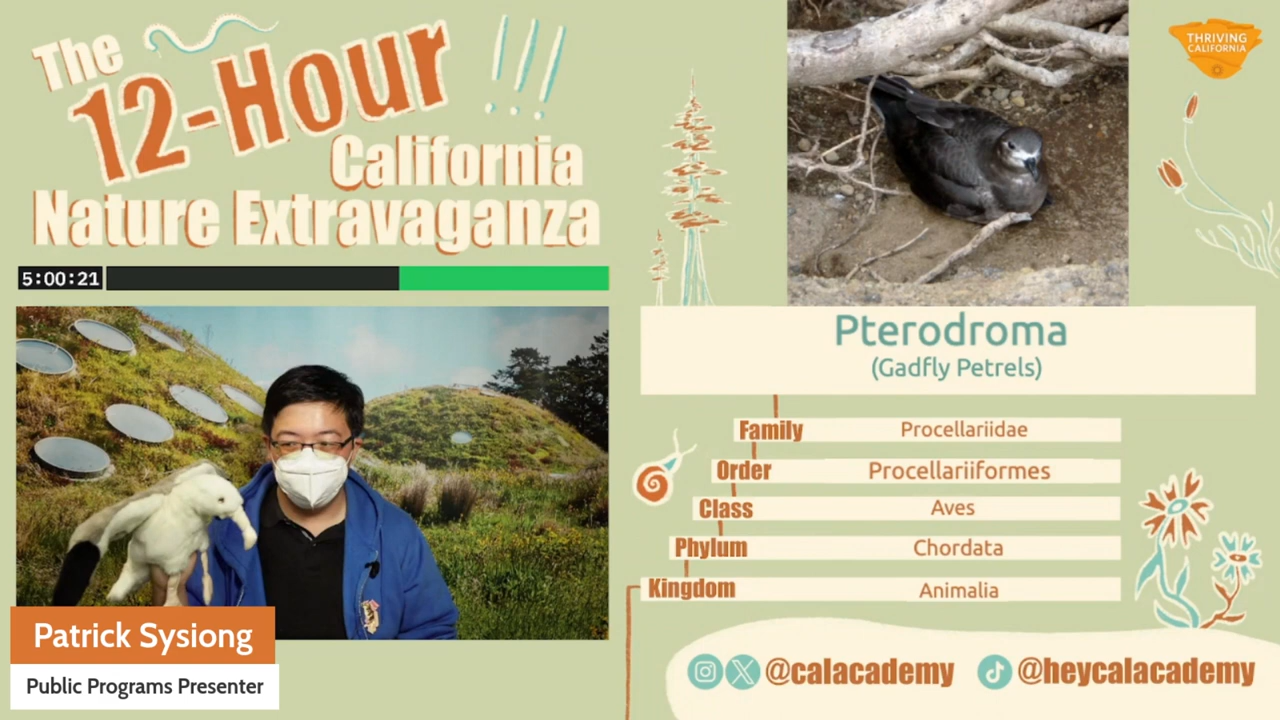 The
12-Hour !!!
California
Nature Extravaganza
5:00:21
THRIVING
CALIFORNIA
Pterodroma
(Gadfly Petrels)
Family Procellariidae
Order Procellariiformes
Class Aves
Phylum Chordata
Kingdom Animalia
Patrick Sysiong
Public Programs Presenter
@calacademy @heycalacademy